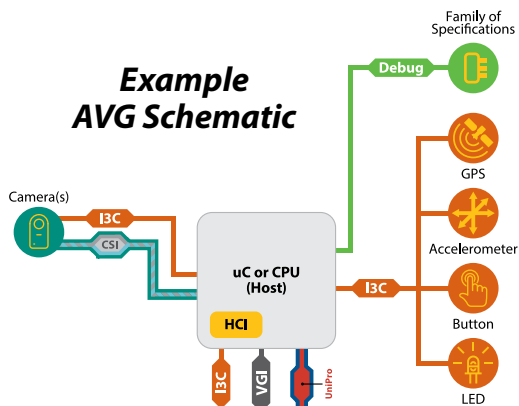 Family of
Specifications
Example
AVG Schematic
Debug
GPS
Camera(s)
I3C
CSI
Accelerometer
uC or CPU
(Host)
I3C
HCI
Button
I3C
VGI
UniPro
LED